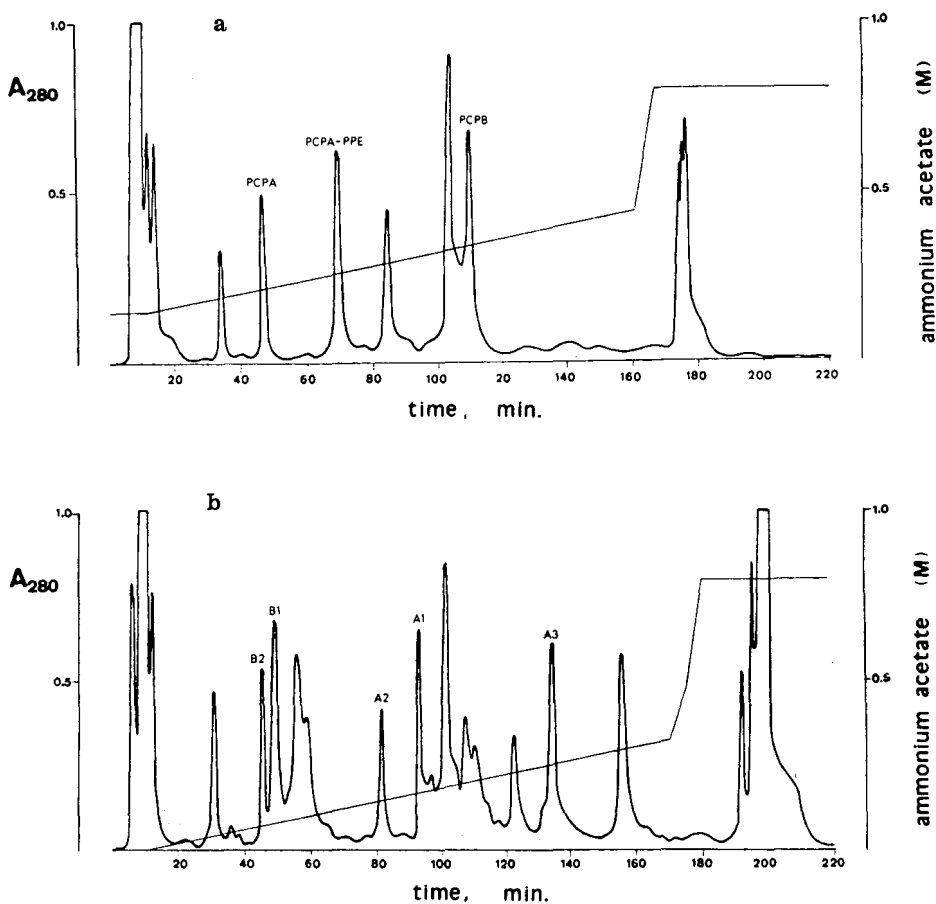 a
1.0
1.0
A280
0.5
0.5
PCPA
PCPA-PPE
PCPB
ammonium acetate (M)
20 40 60 80 100 20 140 160 180 200 220
time, min.
b
1.0
1.0
A280
0.5
0.5
B2
B1
A2
A1
A3
ammonium acetate (M)
20 40 60 80 100 120 140 160 180 200 220
time, min.